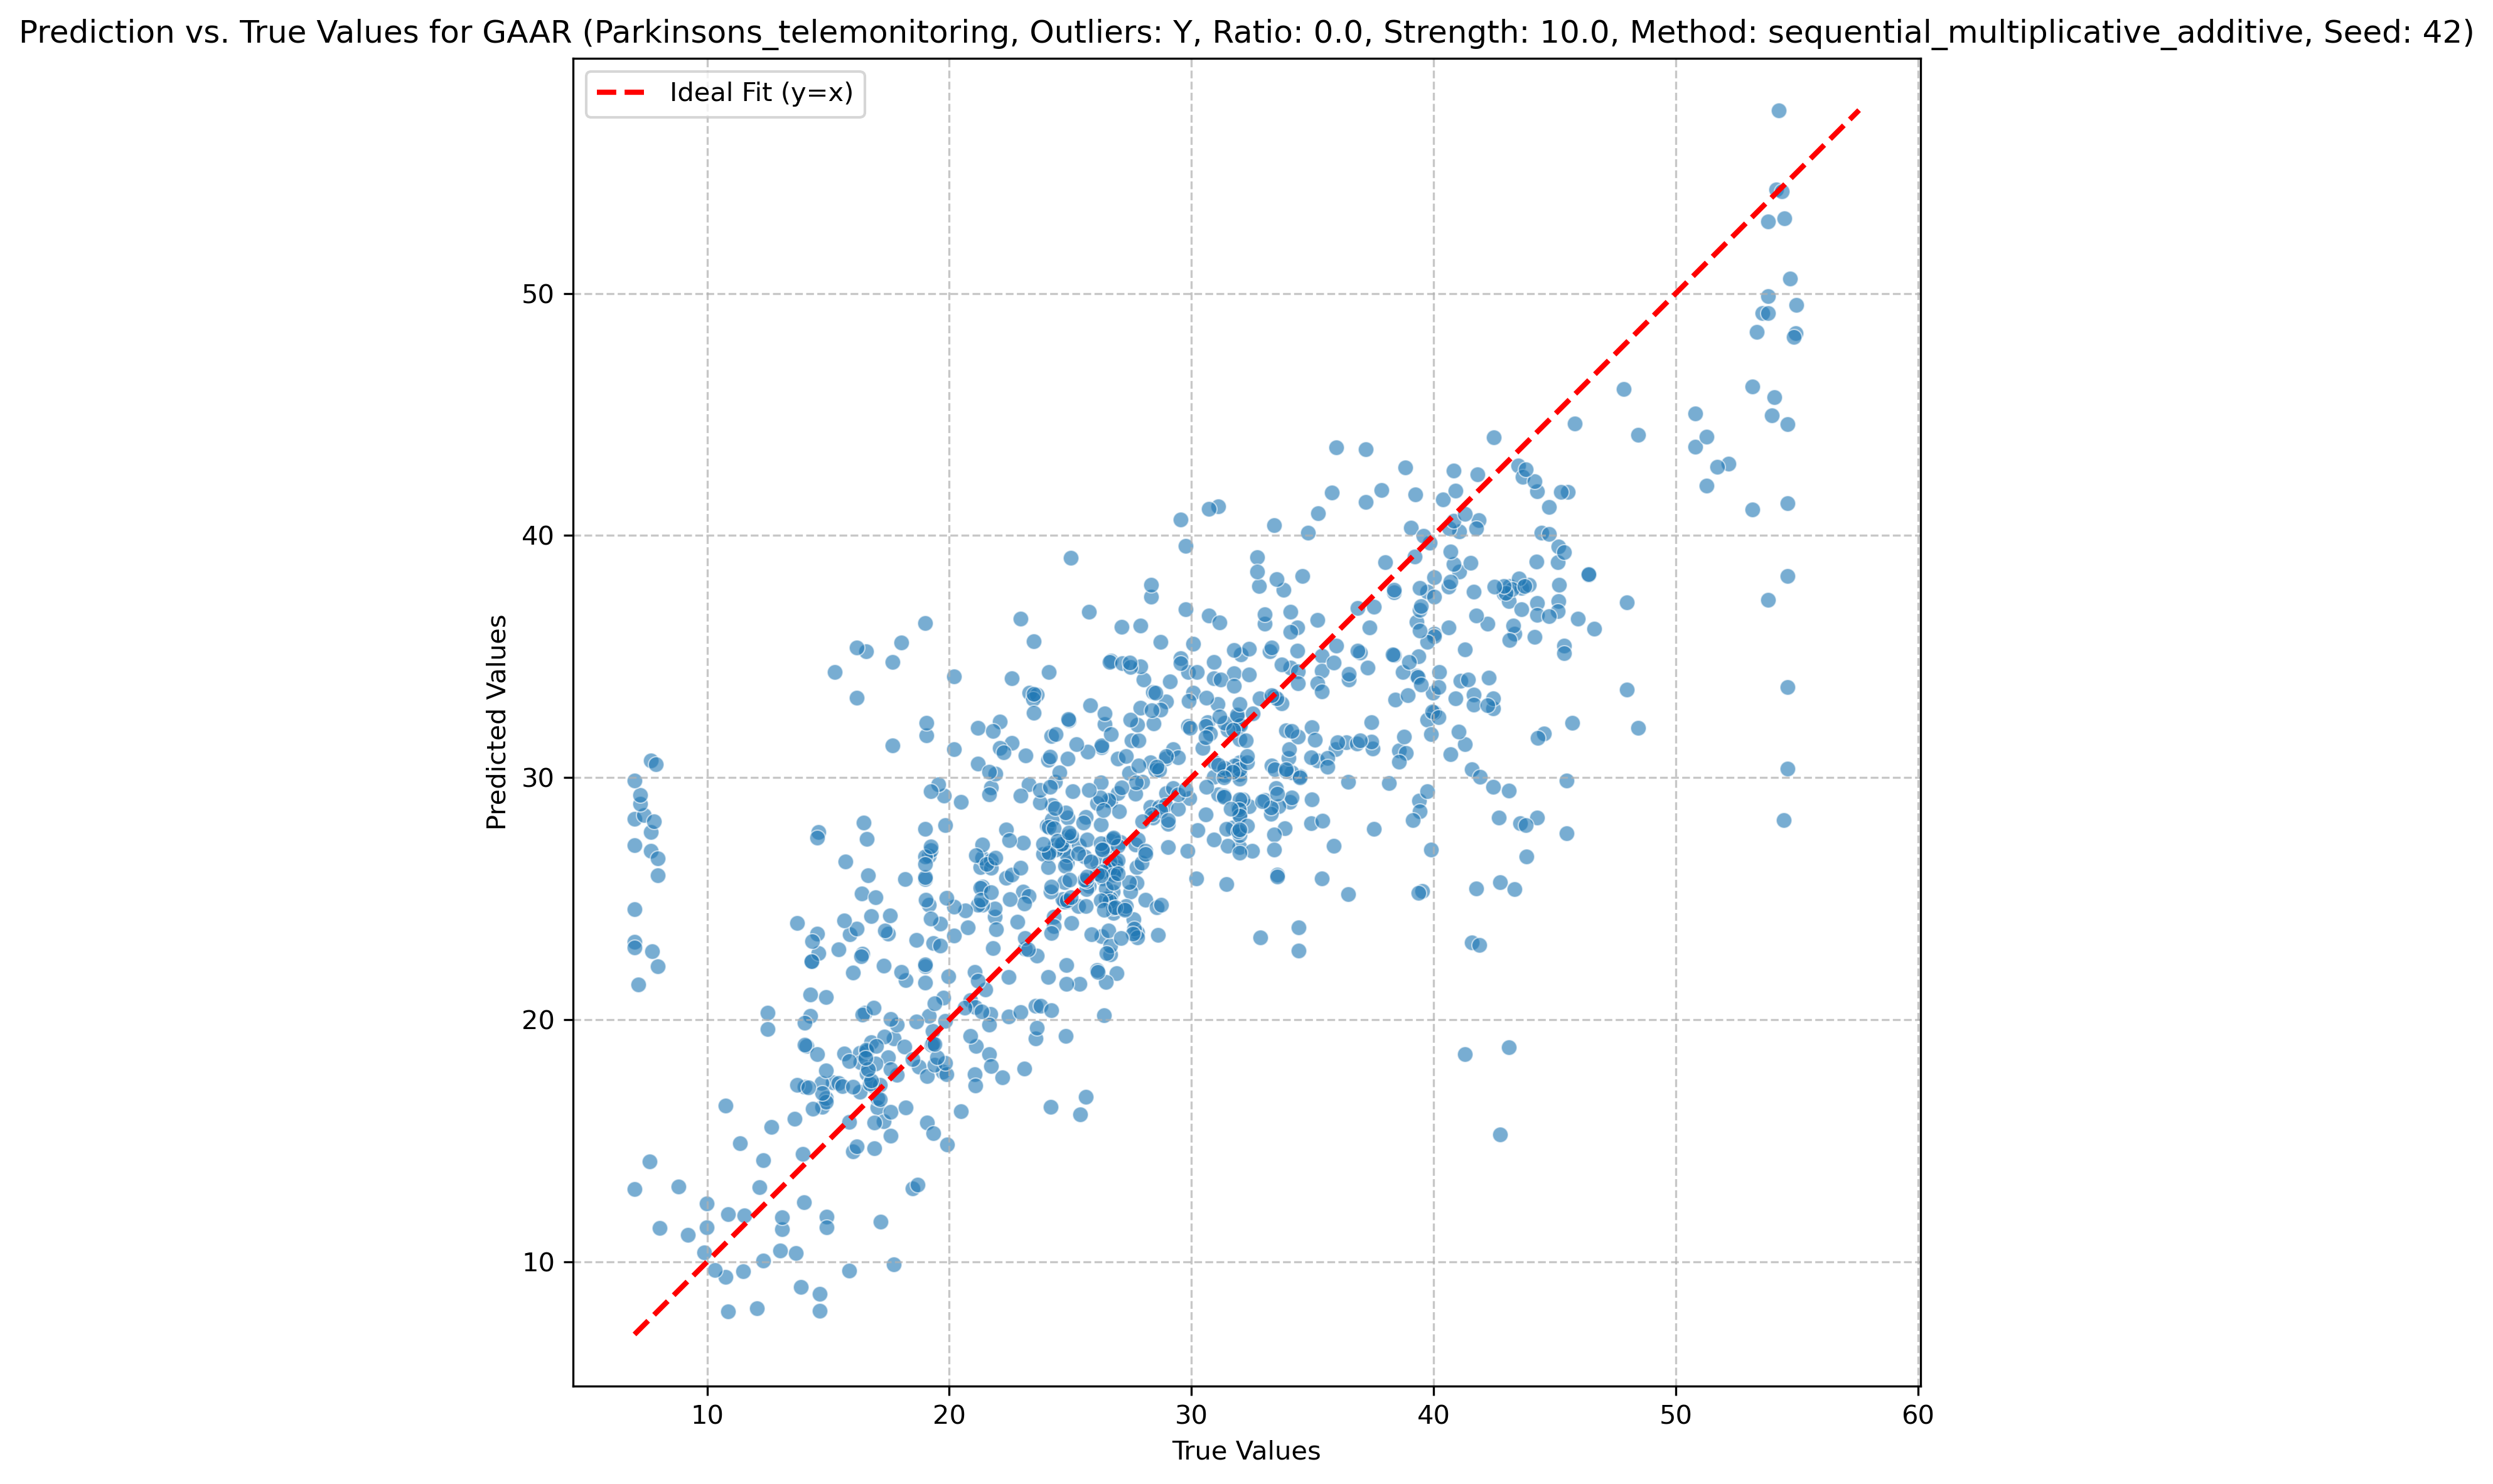 Prediction vs. True Values for GAAR (Parkinsons_telemonitoring, Outliers: Y, Ratio: 0.0, Strength: 10.0, Method: sequential_multiplicative_additive, Seed: 42)
Ideal Fit (y=x)
Predicted Values
50
40
30
20
10
10 20 30 40 50 60
True Values